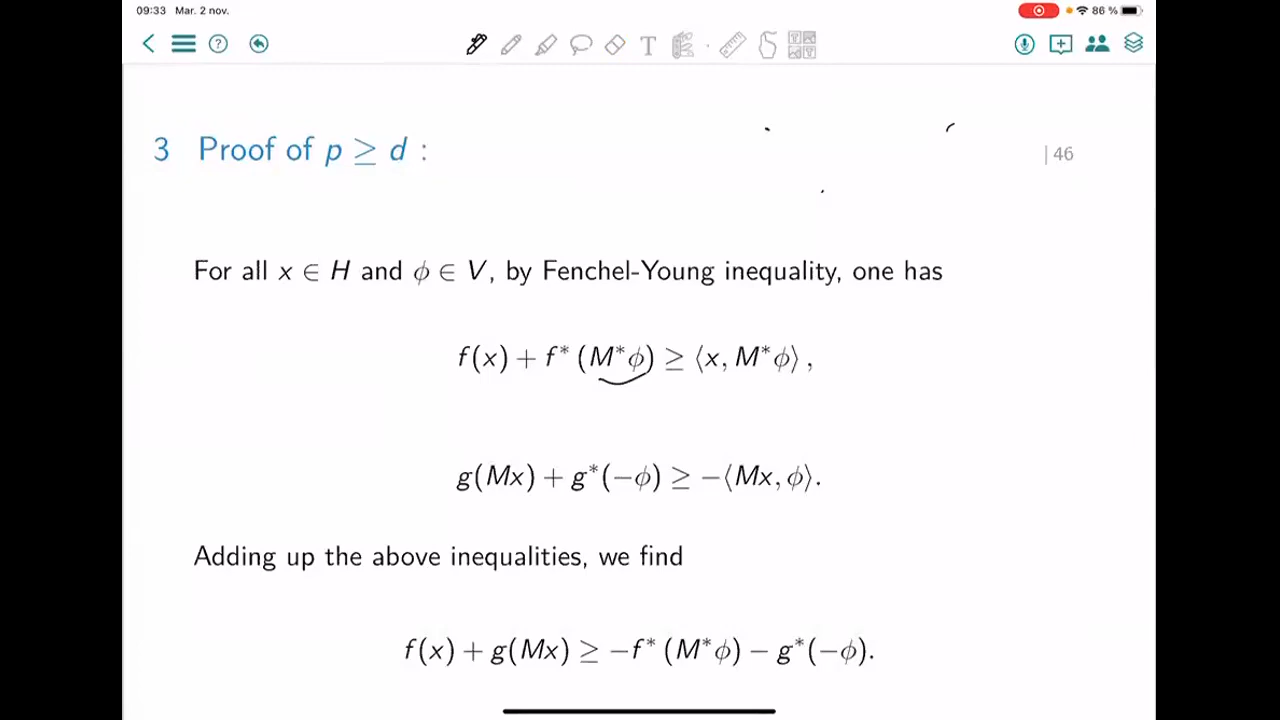 09:33 Mar. 2 nov. 86 %
? T
3 Proof of p ≥ d :
| 46
For all x ∈ H and ϕ ∈ V, by Fenchel-Young inequality, one has
f(x) + f* (M*ϕ) ≥ ⟨x, M*ϕ⟩ ,
g(Mx) + g*(−ϕ) ≥ −⟨Mx, ϕ⟩.
Adding up the above inequalities, we find
f(x) + g(Mx) ≥ −f* (M*ϕ) − g*(−ϕ).